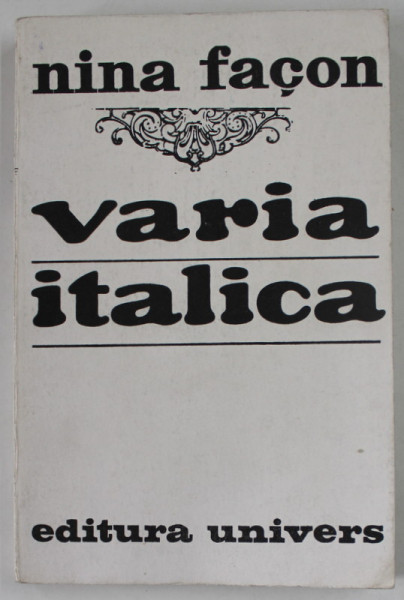 nina façon
varia
italica
editura univers